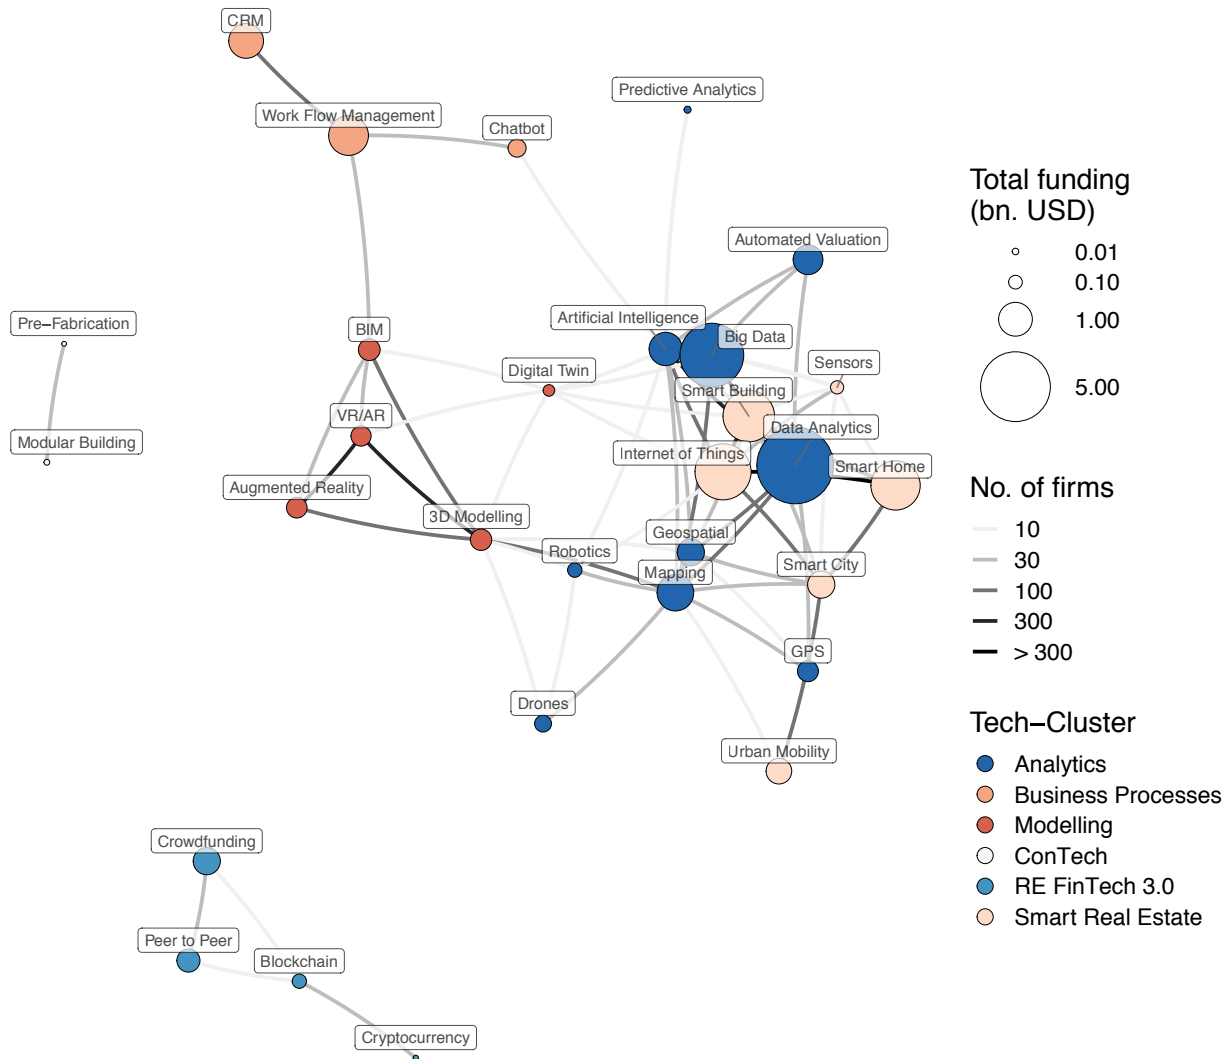 CRM
Predictive Analytics
Work Flow Management
Chatbot
Automated Valuation
Artificial Intelligence
Pre−Fabrication
BIM
Big Data
Sensors
Digital Twin
Smart Building
VR/AR
Data Analytics
Modular Building
Internet of Things
Smart Home
Augmented Reality
3D Modelling
Geospatial
Robotics
Smart City
Mapping
GPS
Drones
Urban Mobility
Crowdfunding
Peer to Peer
Blockchain
Cryptocurrency
Total funding
(bn. USD)
0.01
0.10
1.00
5.00
No. of firms
10
30
100
300
> 300
Tech−Cluster
Analytics
Business Processes
Modelling
ConTech
RE FinTech 3.0
Smart Real Estate